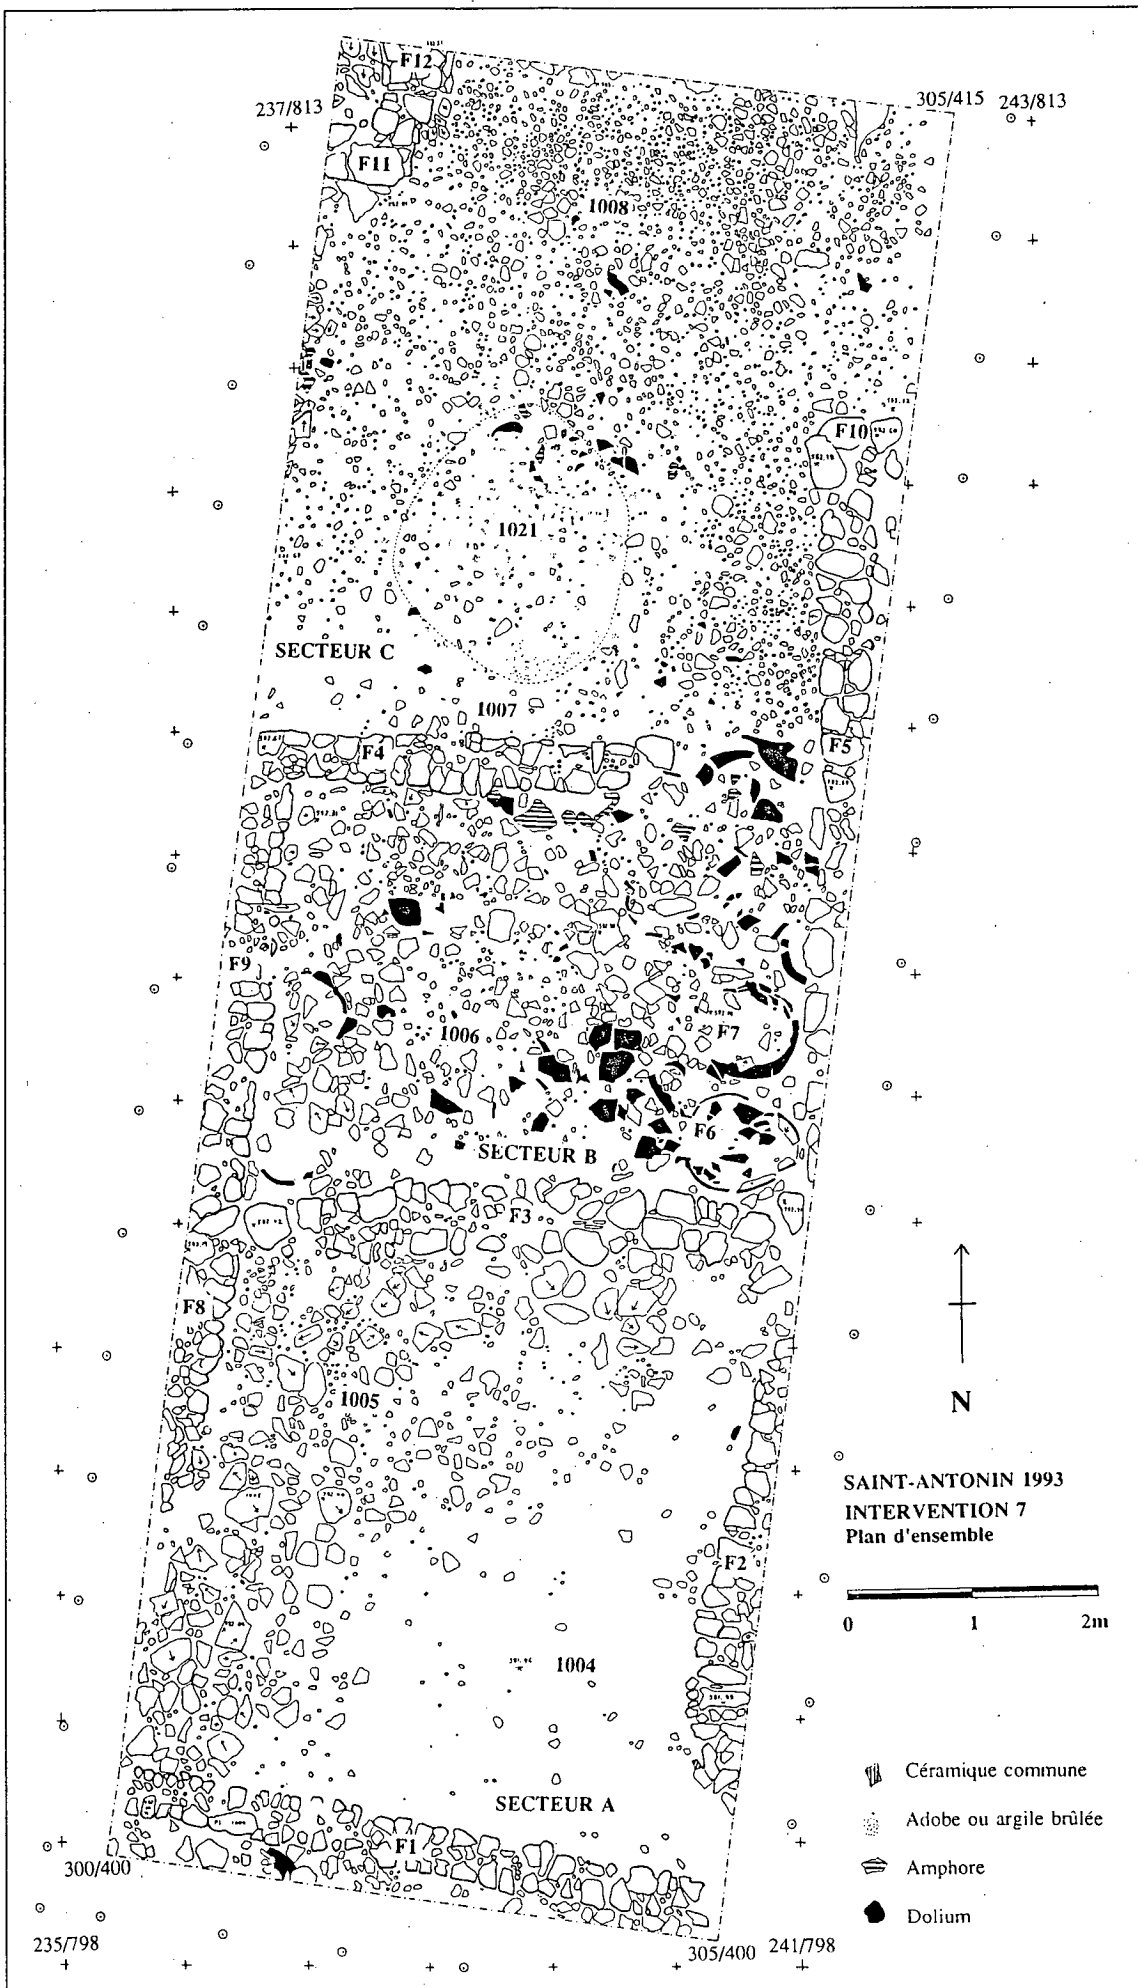 F12
237/813
305/415 243/813
F11
1008
F10
1021
SECTEUR C
1007
F4
F5
F9
1006
F7
F6
SECTEUR B
F3
F8
1005
N
SAINT-ANTONIN 1993
INTERVENTION 7
Plan d'ensemble
F2
0 1 2m
1004
Céramique commune
SECTEUR A
Adobe ou argile brûlée
F1
300/400
Amphore
Dolium
235/798
305/400 241/798